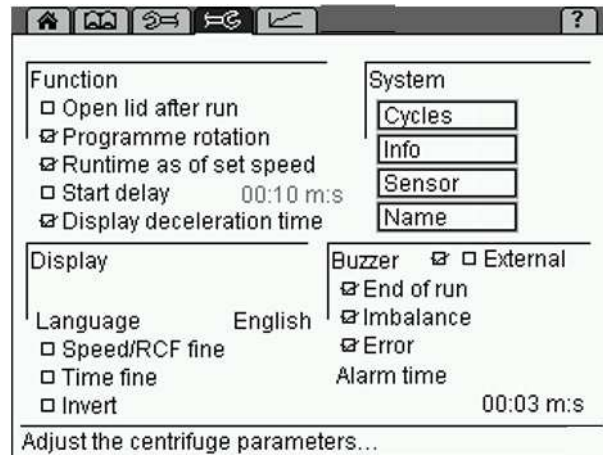 ?
Function
Open lid after run
Programme rotation
Runtime as of set speed
Start delay 00:10 m:s
Display deceleration time
System
Cycles
Info
Sensor
Name
Display
Language English
Speed/RCF fine
Time fine
Invert
Buzzer External
End of run
Imbalance
Error
Alarm time
00:03 m:s
Adjust the centrifuge parameters...